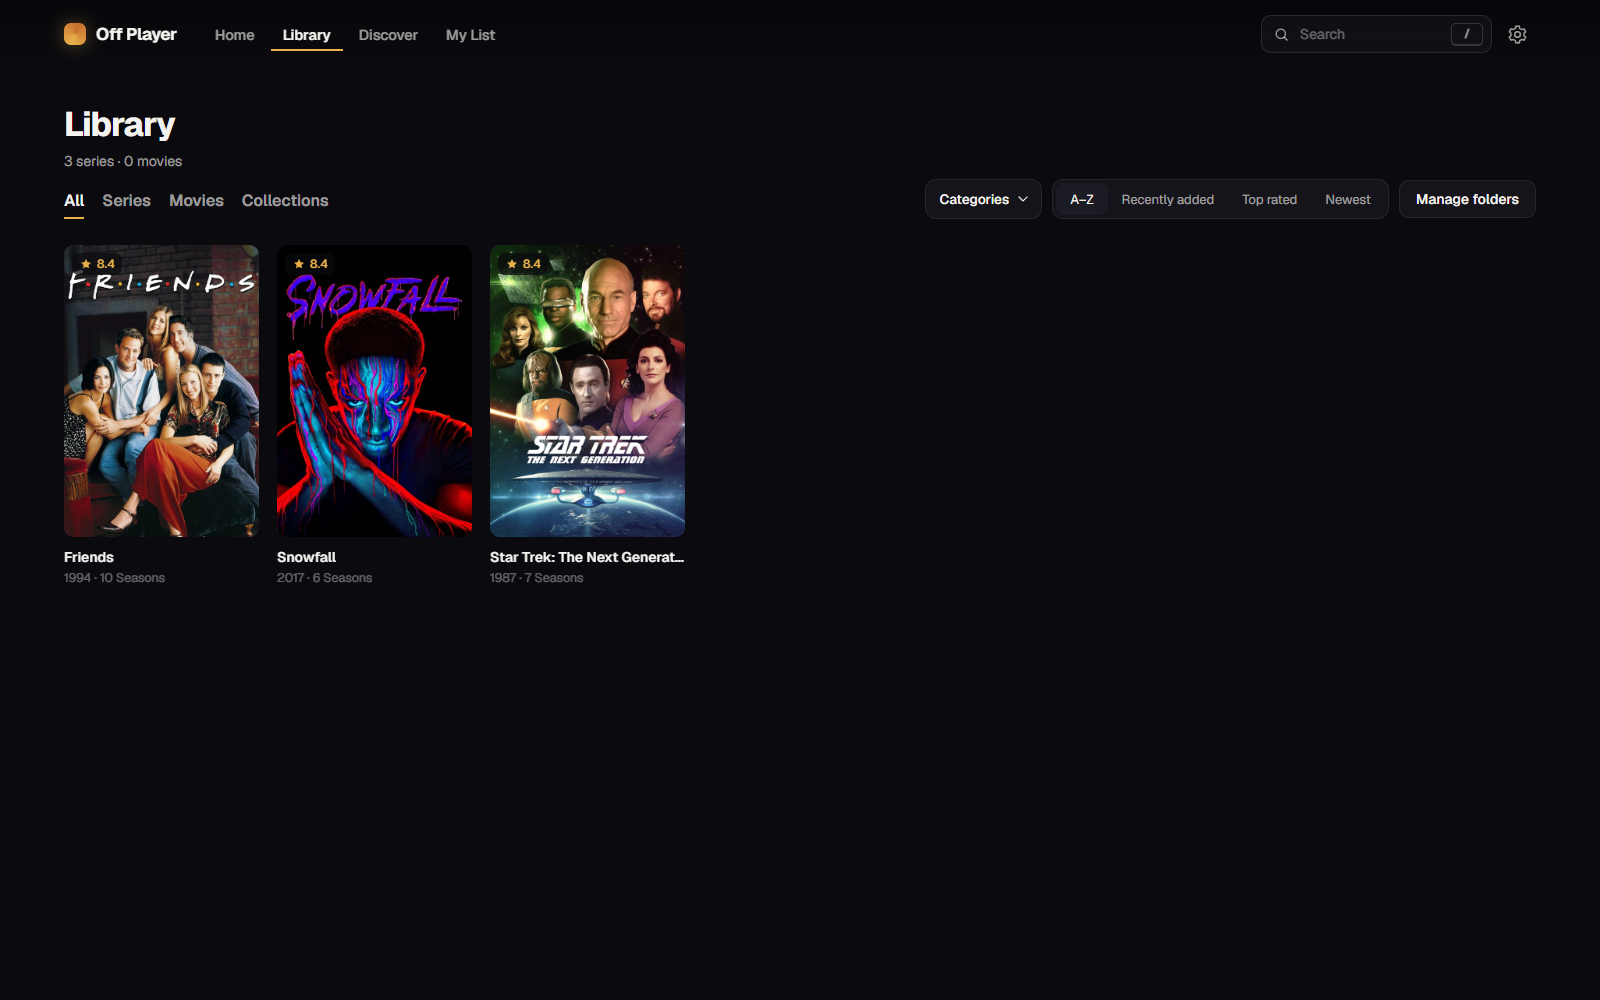 Off Player
Home
Library
Discover
My List
Search
/
Library
3 series · 0 movies
All
Series
Movies
Collections
Categories
A–Z
Recently added
Top rated
Newest
Manage folders
8.4
F·R·I·E·N·D·S
8.4
SNOWFALL
8.4
STAR TREK
THE NEXT GENERATION
Friends
1994 · 10 Seasons
Snowfall
2017 · 6 Seasons
Star Trek: The Next Generat...
1987 · 7 Seasons